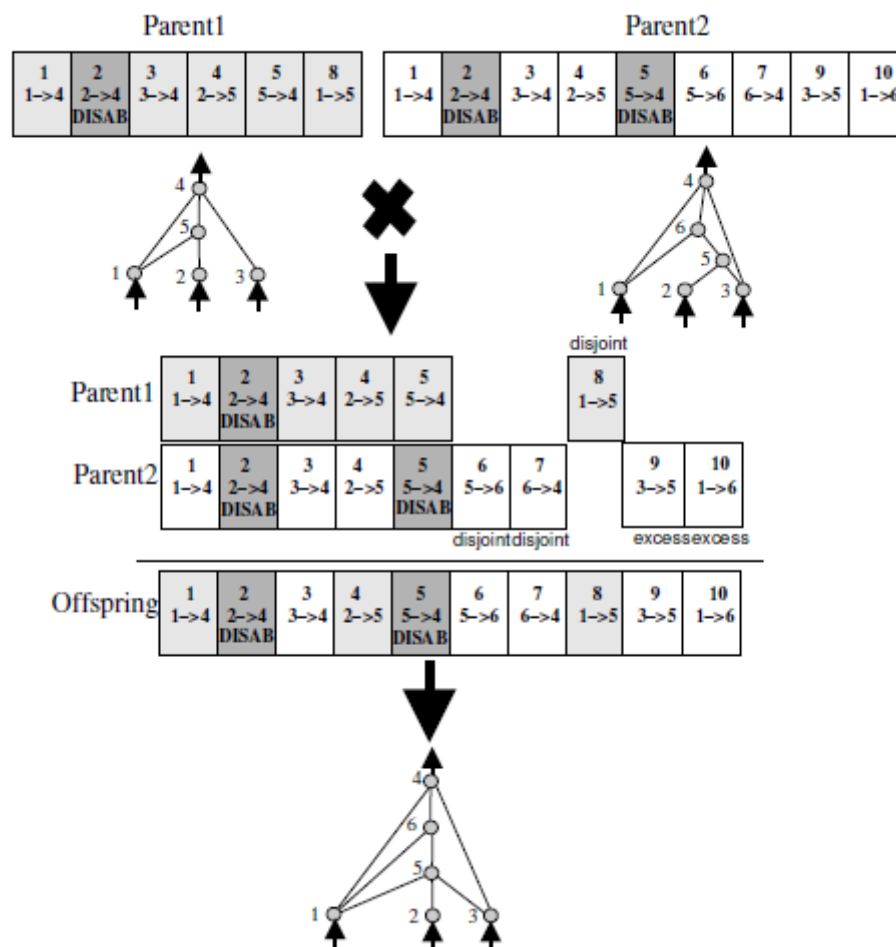 Parent1 Parent2
1 2 3 4 5 8 1 2 3 4 5 6 7 9 10
1->4 2->4 3->4 2->5 5->4 1->5 1->4 2->4 3->4 2->5 5->4 5->6 6->4 3->5 1->6
DISAB DISAB DISAB
4 4
5 6
5
1 2 3 1 2 3
disjoint
Parent1 1 2 3 4 5 8
1->4 2->4 3->4 2->5 5->4 1->5
DISAB
Parent2 1 2 3 4 5 6 7 9 10
1->4 2->4 3->4 2->5 5->4 5->6 6->4 3->5 1->6
DISAB DISAB
disjoint disjoint excess excess
Offspring 1 2 3 4 5 6 7 8 9 10
1->4 2->4 3->4 2->5 5->4 5->6 6->4 1->5 3->5 1->6
DISAB DISAB
4
6
5
1 2 3